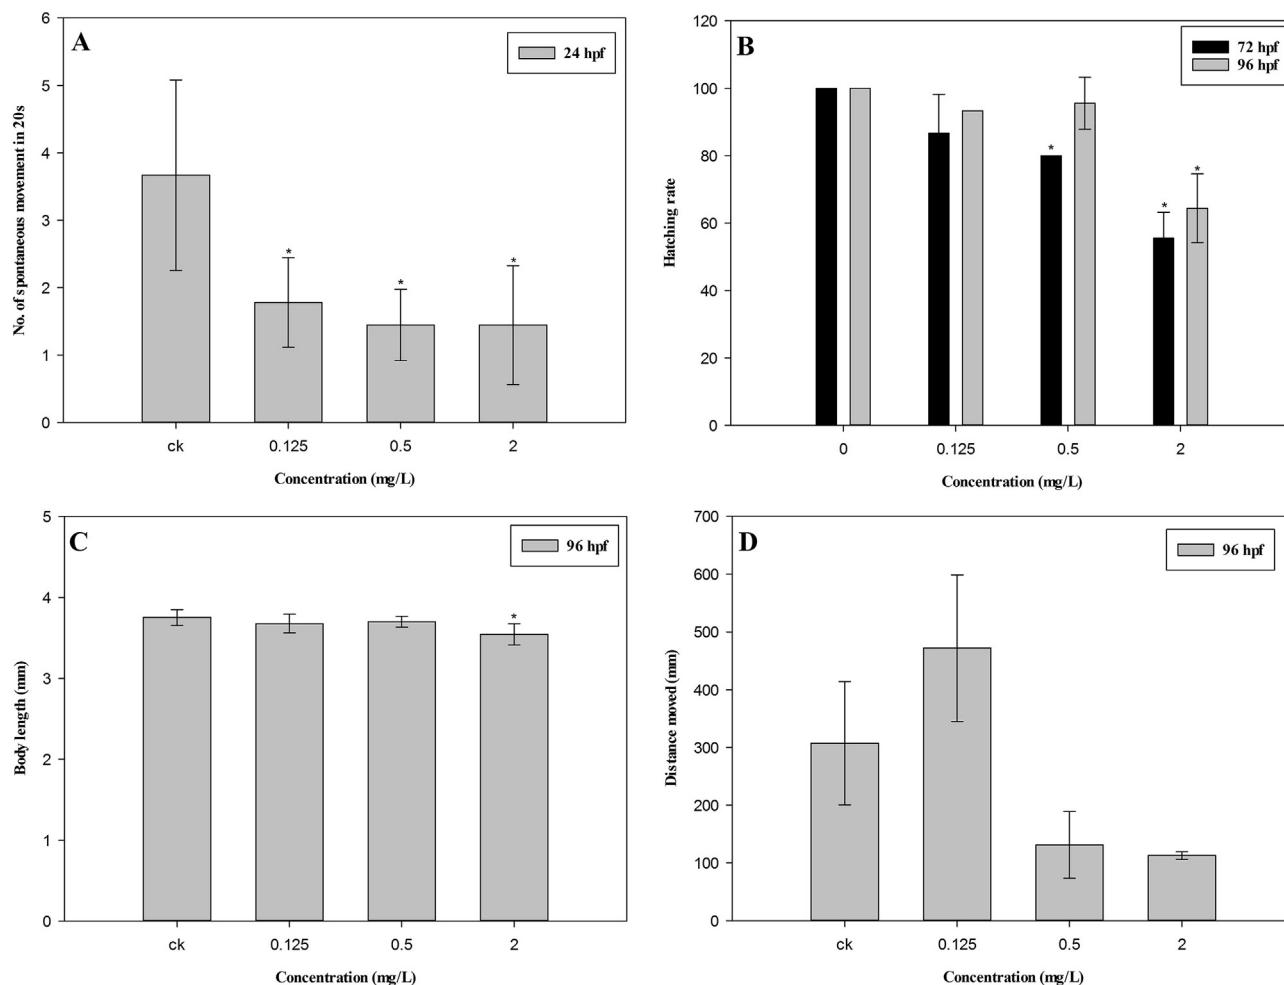 A
24 hpf
No. of spontaneous movement in 20s
6
5
4
3
2
1
0
*
*
*
ck 0.125 0.5 2
Concentration (mg/L)
B
72 hpf
96 hpf
Hatching rate
120
100
80
60
40
20
0
*
*
*
0 0.125 0.5 2
Concentration (mg/L)
C
96 hpf
Body length (mm)
5
4
3
2
1
0
*
ck 0.125 0.5 2
Concentration (mg/L)
D
96 hpf
Distance moved (mm)
700
600
500
400
300
200
100
0
ck 0.125 0.5 2
Concentration (mg/L)